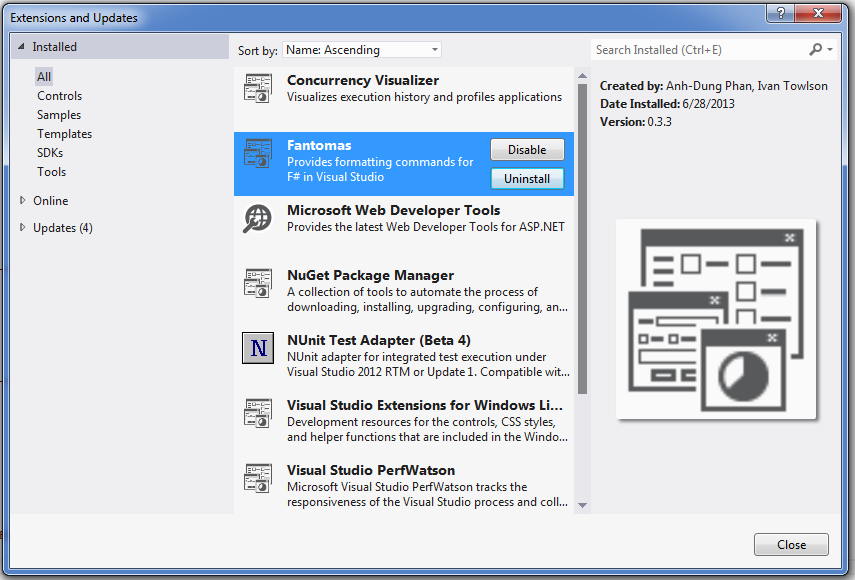 Extensions and Updates
Installed
All
Controls
Samples
Templates
SDKs
Tools
Online
Updates (4)
Sort by: Name: Ascending
Concurrency Visualizer
Visualizes execution history and profiles applications
Fantomas
Provides formatting commands for
F# in Visual Studio
Disable
Uninstall
Microsoft Web Developer Tools
Provides the latest Web Developer Tools for ASP.NET
NuGet Package Manager
A collection of tools to automate the process of
downloading, installing, upgrading, configuring, an...
N
NUnit Test Adapter (Beta 4)
NUnit adapter for integrated test execution under
Visual Studio 2012 RTM or Update 1. Compatible wit...
Visual Studio Extensions for Windows Li...
Development resources for the controls, CSS styles,
and helper functions that are included in the Windo...
Visual Studio PerfWatson
Microsoft Visual Studio PerfWatson tracks the
responsiveness of the Visual Studio process and coll...
Search Installed (Ctrl+E)
Created by: Anh-Dung Phan, Ivan Towlson
Date Installed: 6/28/2013
Version: 0.3.3
Close